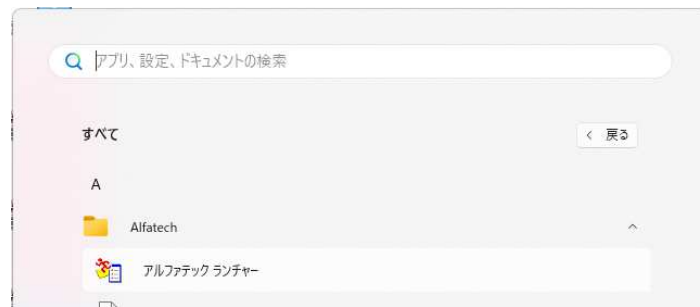 アプリ、設定、ドキュメントの検索
すべて
< 戻る
A
Alfatech
アルファテック ランチャー